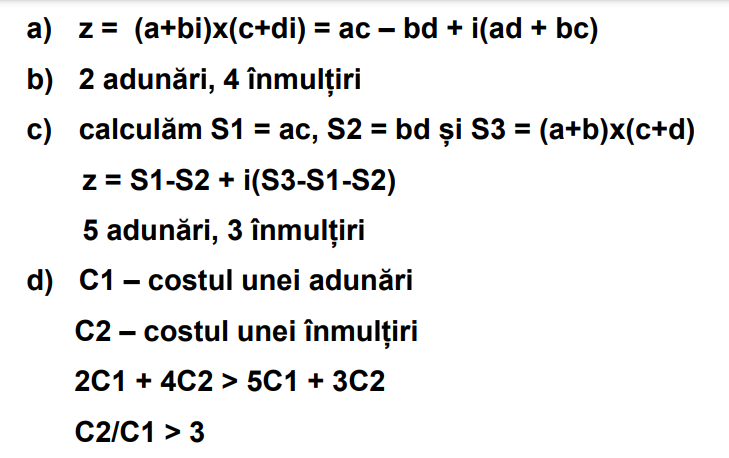 a) z = (a+bi)x(c+di) = ac – bd + i(ad + bc)
b) 2 adunări, 4 înmulțiri
c) calculăm S1 = ac, S2 = bd și S3 = (a+b)x(c+d)
z = S1-S2 + i(S3-S1-S2)
5 adunări, 3 înmulțiri
d) C1 – costul unei adunări
C2 – costul unei înmulțiri
2C1 + 4C2 > 5C1 + 3C2
C2/C1 > 3